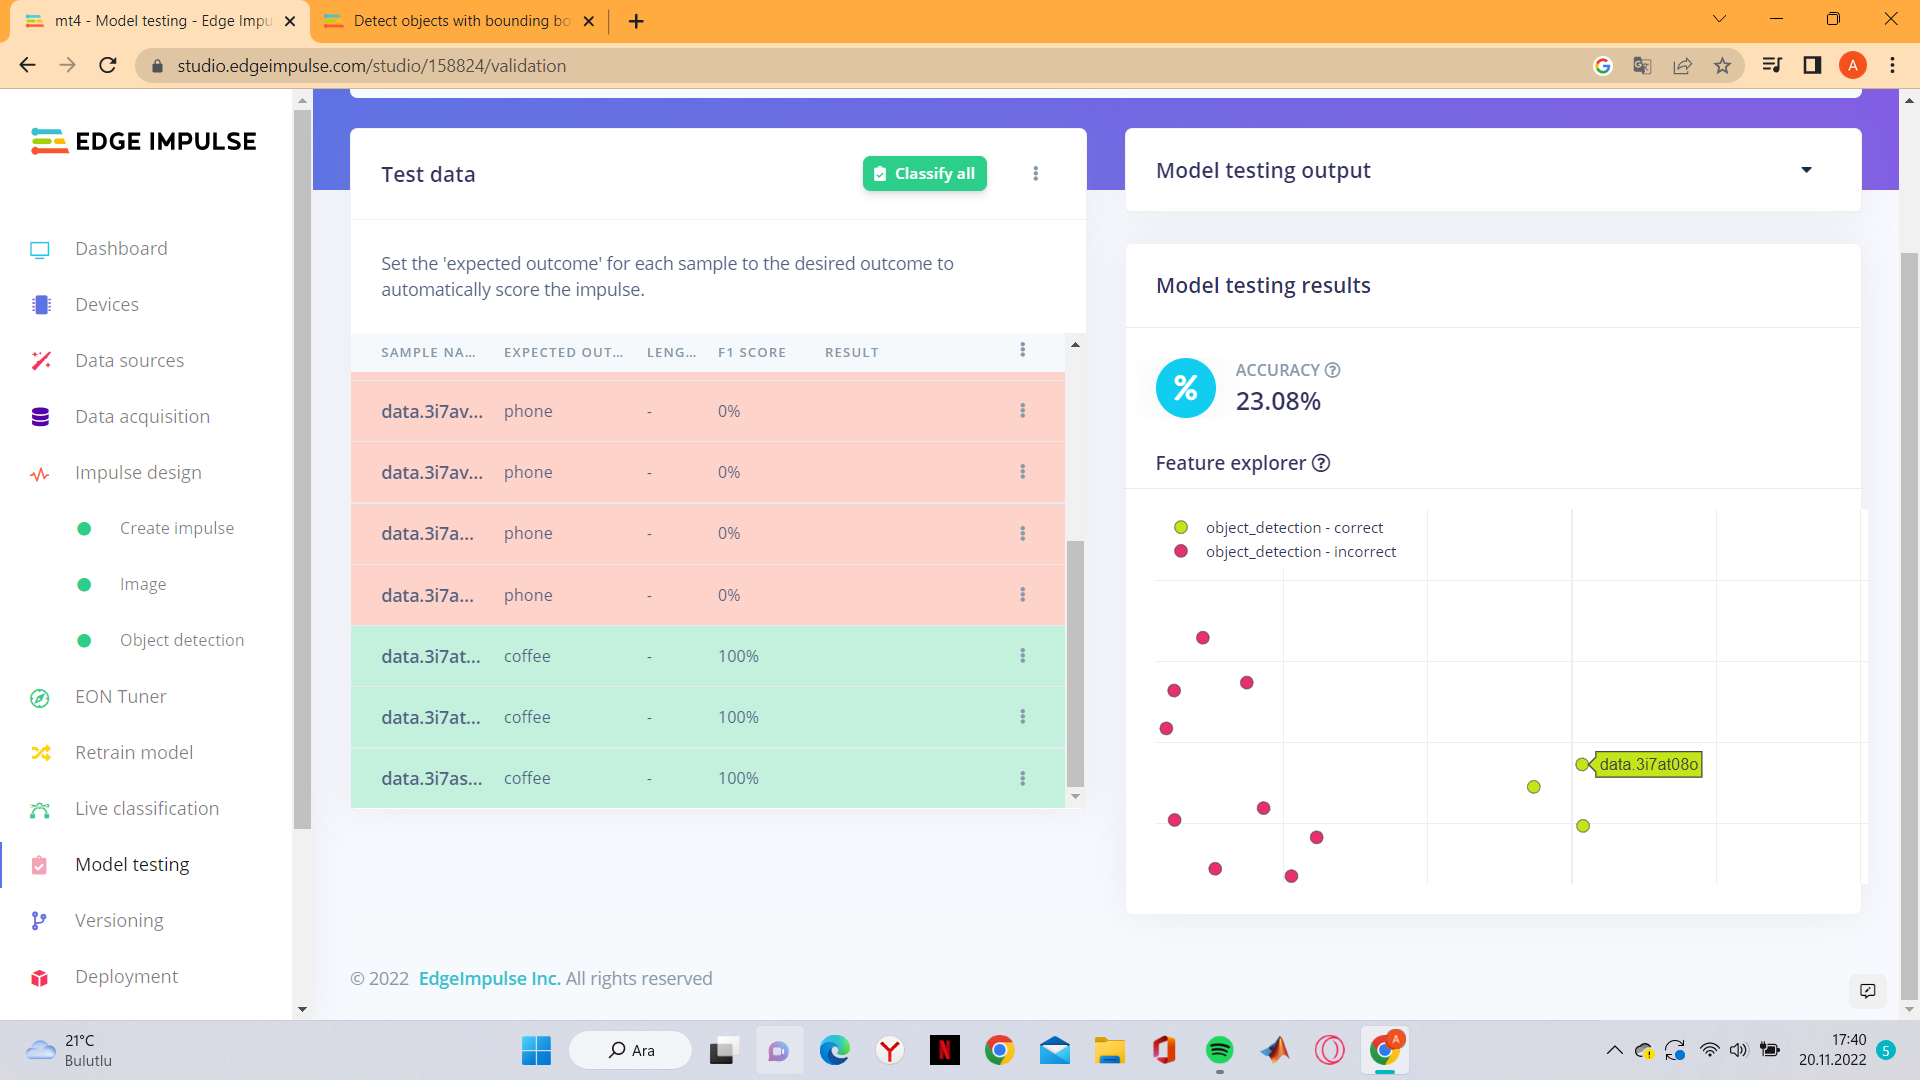 mt4 - Model testing - Edge Impu
Detect objects with bounding bo
studio.edgeimpulse.com/studio/158824/validation
A
EDGE IMPULSE
Dashboard
Devices
Data sources
Data acquisition
Impulse design
Create impulse
Image
Object detection
EON Tuner
Retrain model
Live classification
Model testing
Versioning
Deployment
Test data
Classify all
Set the 'expected outcome' for each sample to the desired outcome to
automatically score the impulse.
SAMPLE NA... EXPECTED OUT... LENG... F1 SCORE RESULT
data.3i7av... phone - 0%
data.3i7av... phone - 0%
data.3i7a... phone - 0%
data.3i7a... phone - 0%
data.3i7at... coffee - 100%
data.3i7at... coffee - 100%
data.3i7as... coffee - 100%
Model testing output
Model testing results
%
ACCURACY
23.08%
Feature explorer
object_detection - correct
object_detection - incorrect
data.3i7at08o
© 2022 EdgeImpulse Inc. All rights reserved
21°C
Bulutlu
Ara
17:40
20.11.2022
5